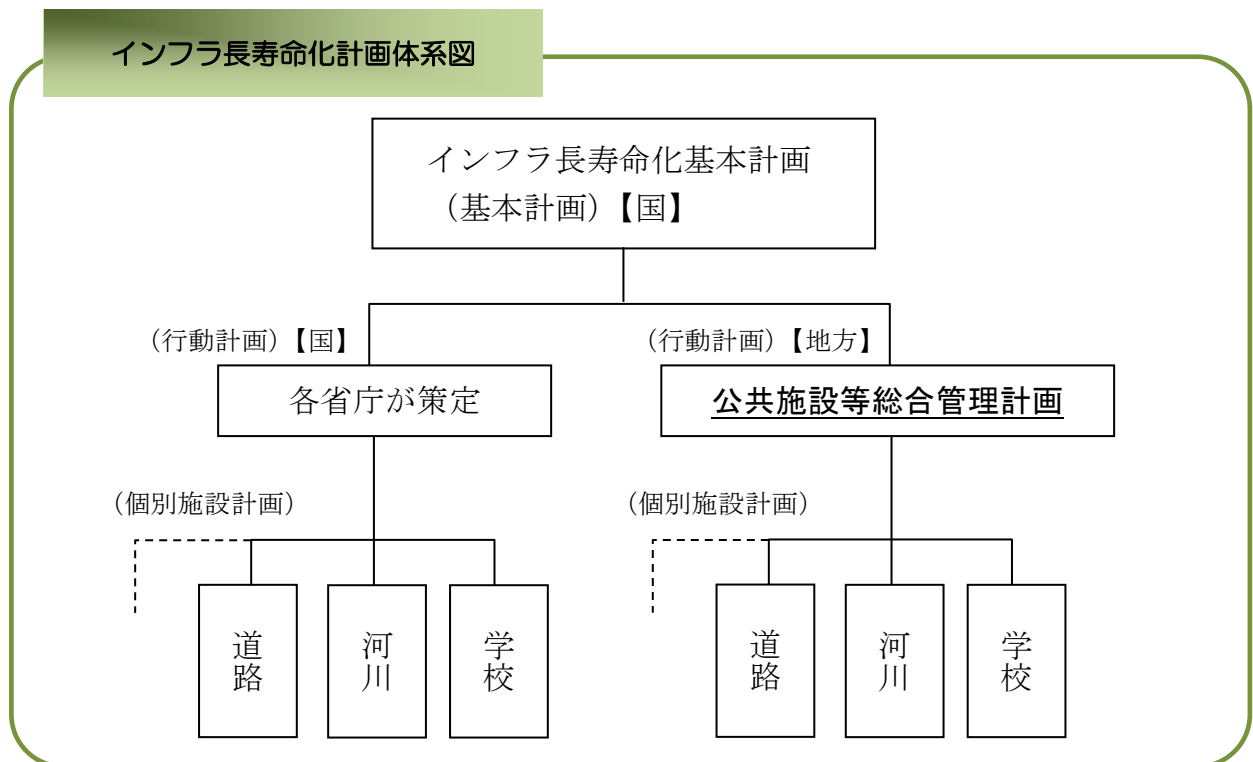 インフラ長寿命化計画体系図
インフラ長寿命化基本計画
（基本計画）【国】
（行動計画）【国】
（行動計画）【地方】
各省庁が策定
公共施設等総合管理計画
（個別施設計画）
（個別施設計画）
道路
河川
学校
道路
河川
学校